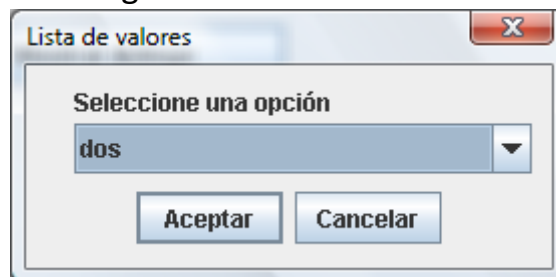 Lista de valores
Seleccione una opción
dos
Aceptar Cancelar